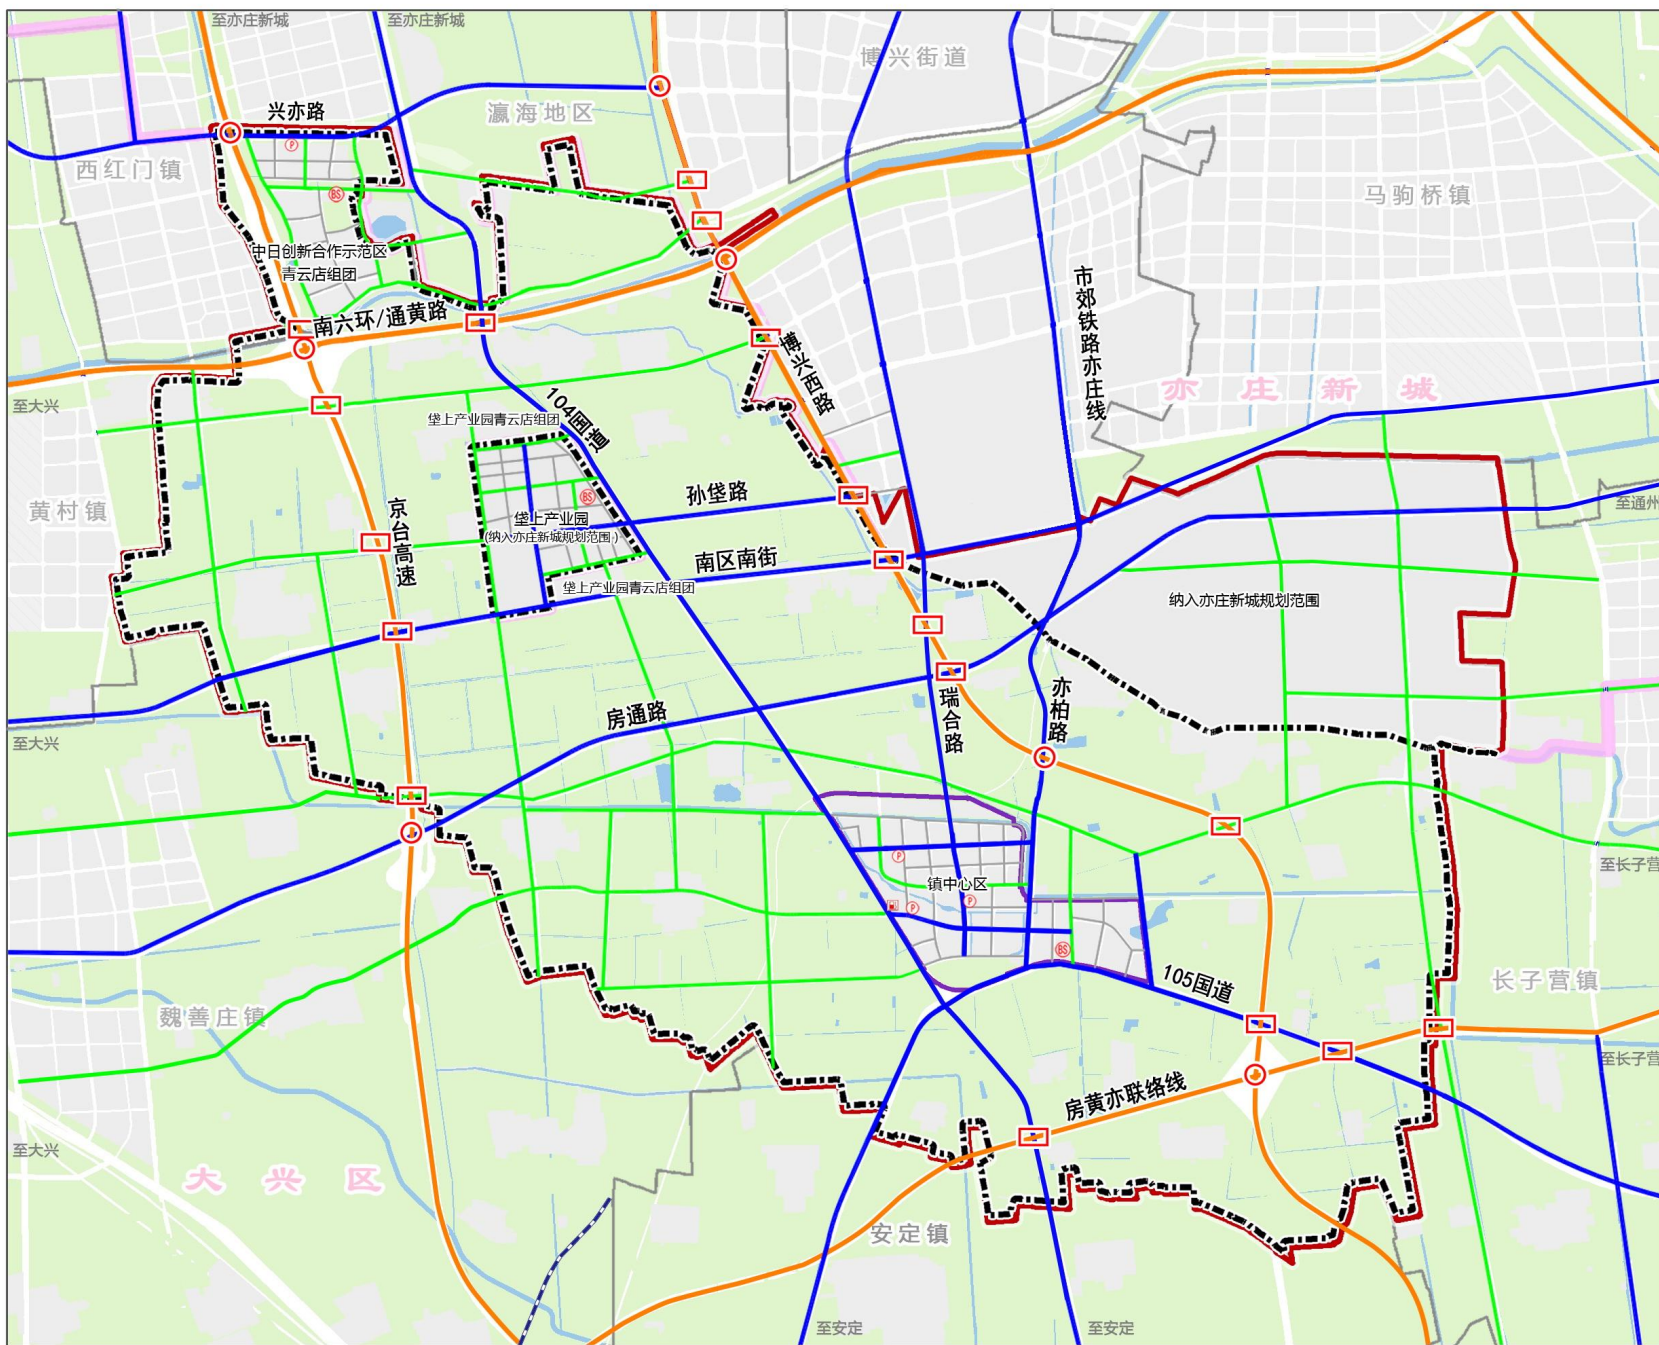 至亦庄新城
至亦庄新城
博兴街道
兴亦路
瀛海地区
P
西红门镇
BS
马驹桥镇
中日创新合作示范区
青云店组团
南六环/通黄路
市郊铁路亦庄线
博兴西路
亦庄新城
至大兴
104国道
垡上产业园青云店组团
黄村镇
京台高速
孙垡路
BS
垡上产业园
(纳入亦庄新城规划范围)
至通州
南区南街
垡上产业园青云店组团
纳入亦庄新城规划范围
瑞合路
亦柏路
房通路
至大兴
P
镇中心区
至长子营
P
P
BS
105国道
长子营镇
魏善庄镇
至长子营
房黄亦联络线
至大兴
大兴区
安定镇
至安定
至安定